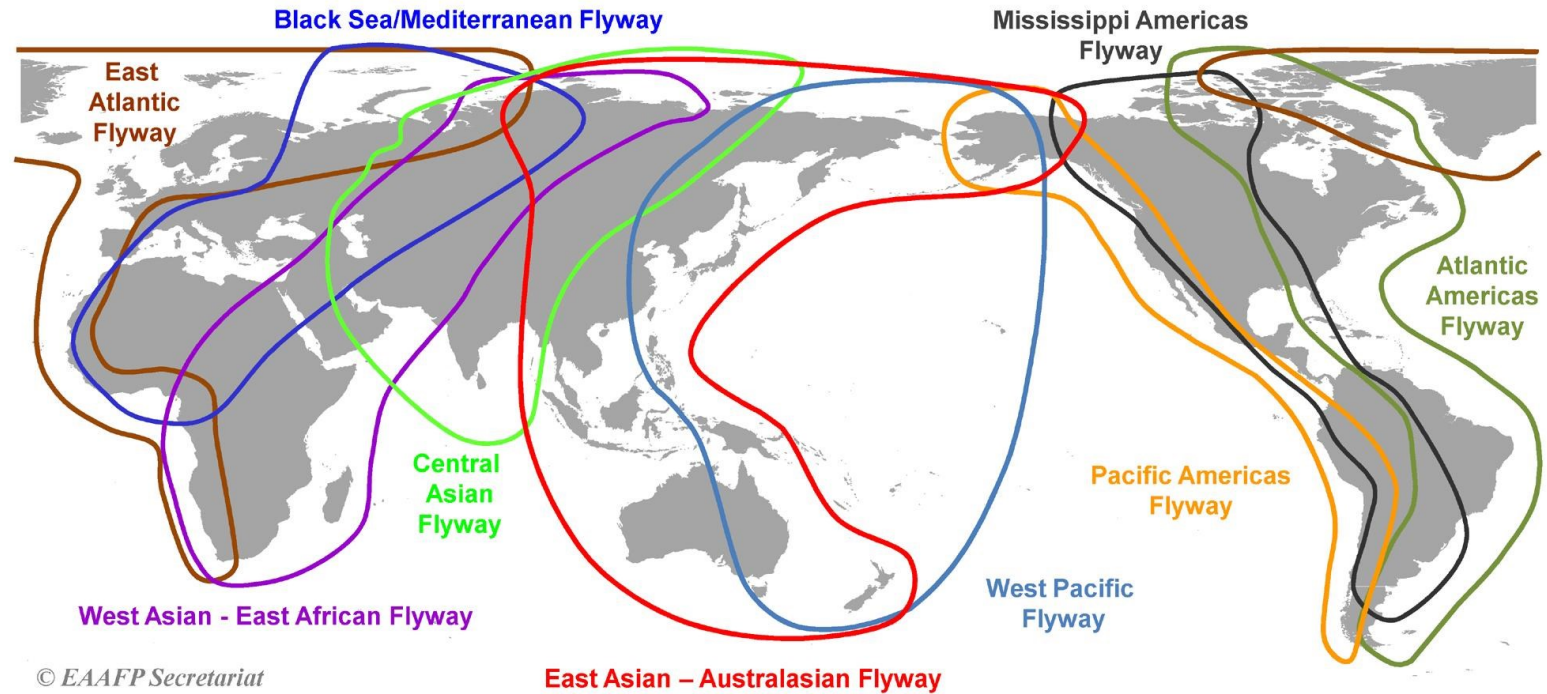 Black Sea/Mediterranean Flyway
Mississippi Americas
Flyway
East
Atlantic
Flyway
Atlantic
Americas
Flyway
Central
Asian
Flyway
Pacific Americas
Flyway
West Pacific
Flyway
West Asian - East African Flyway
© EAAFP Secretariat
East Asian – Australasian Flyway